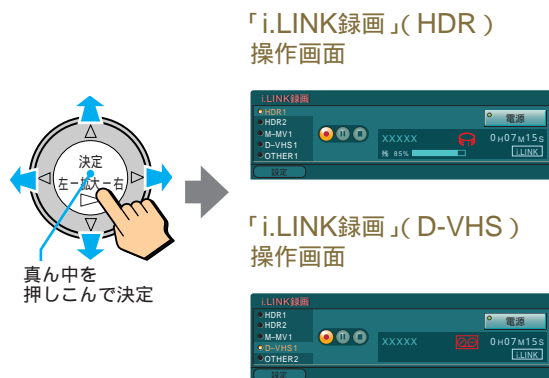 「i.LINK録画」(HDR)
操作画面
i.LINK録画
HDR1
HDR2
M-MV1
D-VHS1
OTHER1
XXXXX
残 85%
電源
0H07M15S
i.LINK
設定
決定
左ー拡大ー右
真ん中を
押しこんで決定
「i.LINK録画」(D-VHS)
操作画面
i.LINK録画
HDR1
HDR2
M-MV1
D-VHS1
OTHER2
XXXXX
電源
0H07M15S
i.LINK
設定